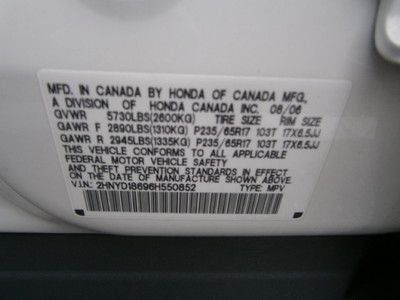 MFD. IN CANADA BY HONDA OF CANADA MFG.,
A DIVISION OF HONDA CANADA INC. 08/06
GVWR 5730LBS(2600KG) TIRE SIZE RIM SIZE
GAWR F 2890LBS(1310KG) P235/65R17 103T 17X6.5JJ
GAWR R 2945LBS(1335KG) P235/65R17 103T 17X6.5JJ
THIS VEHICLE CONFORMS TO ALL APPLICABLE
FEDERAL MOTOR VEHICLE SAFETY
AND THEFT PREVENTION STANDARDS IN
EFFECT ON THE DATE OF MANUFACTURE SHOWN ABOVE.
V.I.N.: 2HNYD18696H550852 TYPE: MPV